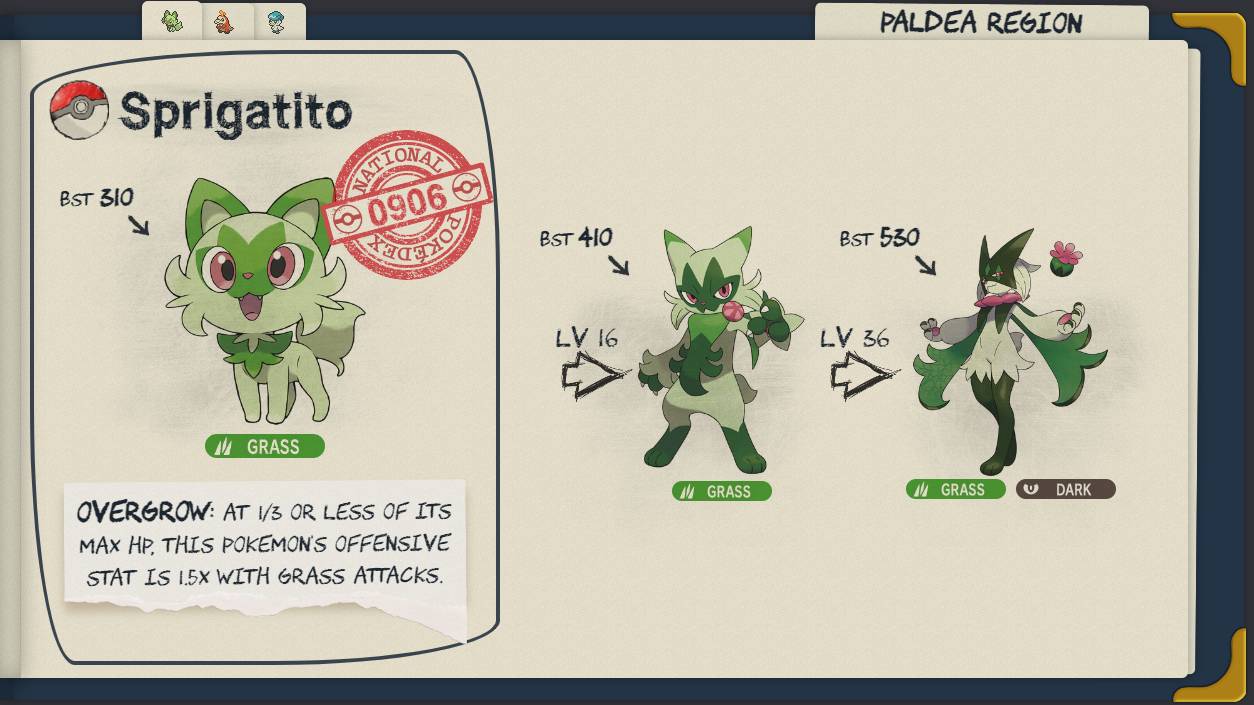 PALDEA REGION
Sprigatito
NATIONAL
0906
POKÉDEX
BST 310
GRASS
OVERGROW: AT 1/3 OR LESS OF ITS
MAX HP, THIS POKEMON'S OFFENSIVE
STAT IS 1.5X WITH GRASS ATTACKS.
LV 16
BST 410
GRASS
LV 36
BST 530
GRASS
DARK